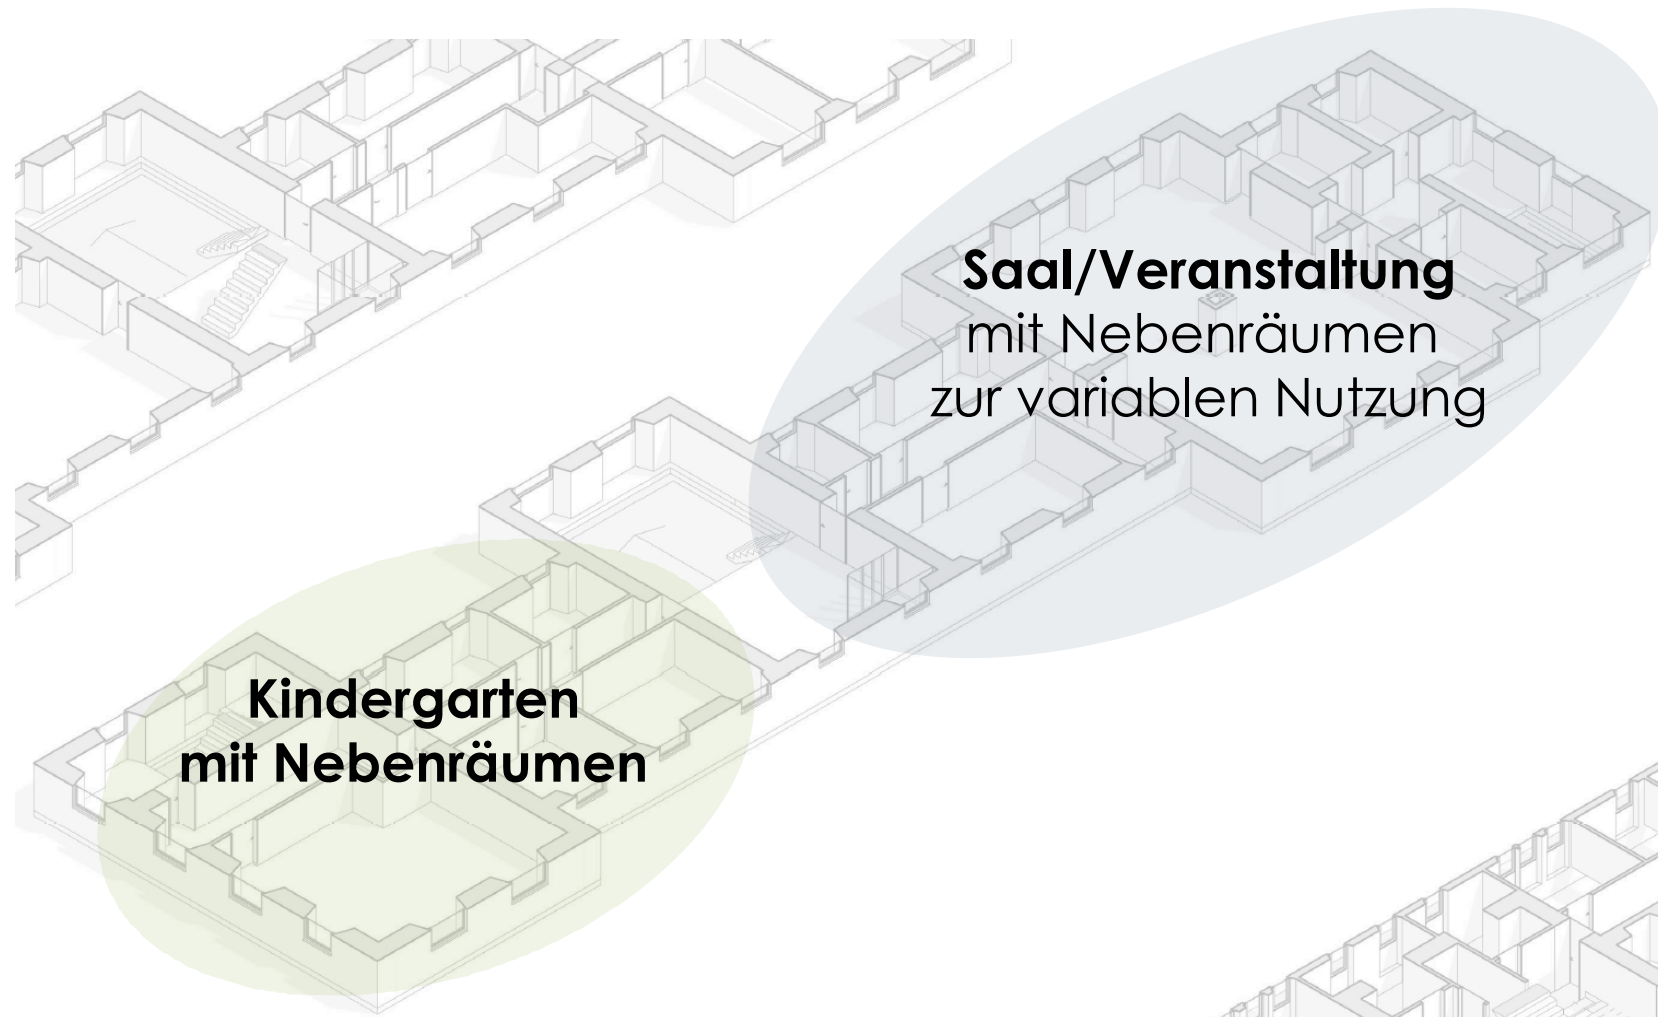 Saal/Veranstaltung
mit Nebenräumen
zur variablen Nutzung
Kindergarten
mit Nebenräumen